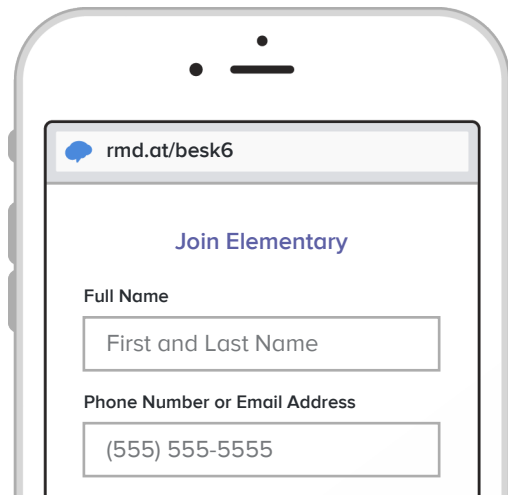 rmd.at/besk6
Join Elementary
Full Name
First and Last Name
Phone Number or Email Address
(555) 555-5555